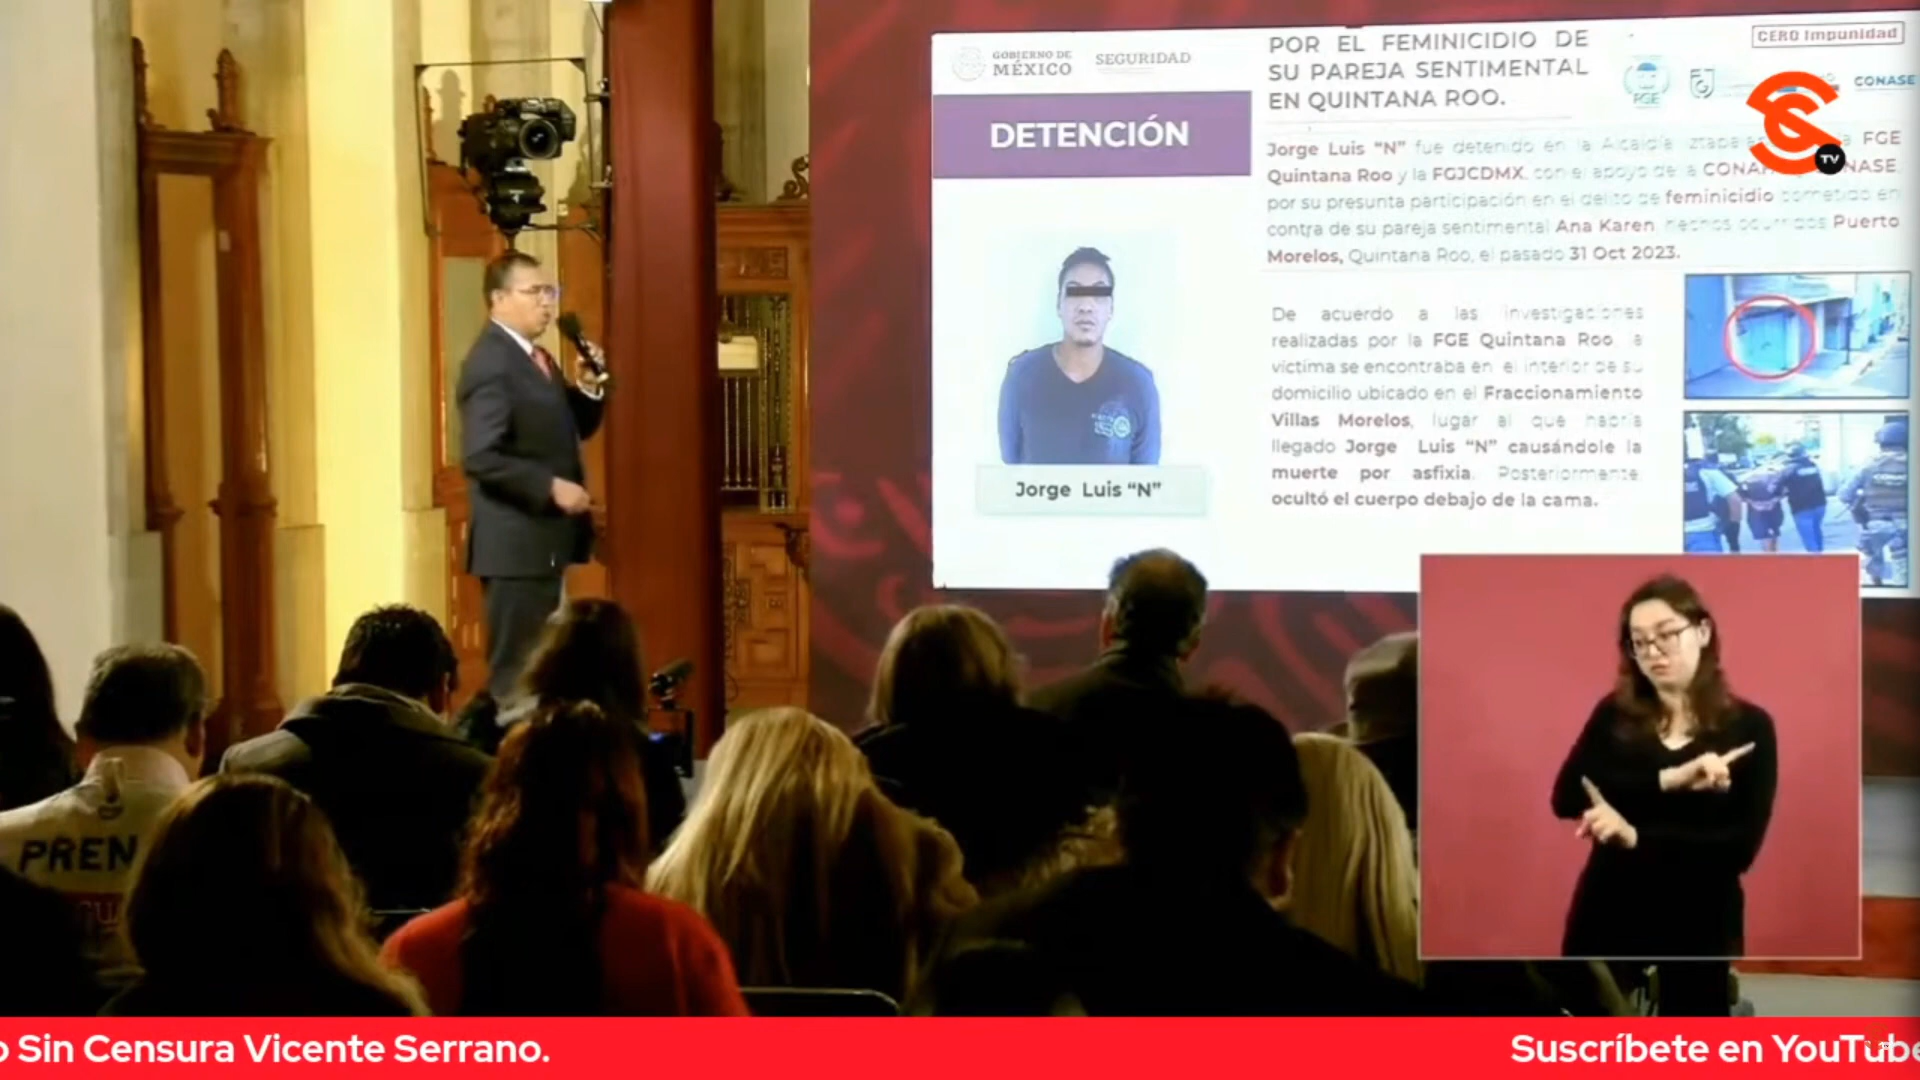 GOBIERNO DE
MÉXICO
SEGURIDAD
DETENCIÓN
Jorge Luis “N”
POR EL FEMINICIDIO DE
SU PAREJA SENTIMENTAL
EN QUINTANA ROO.
CERO Impunidad
FGE
CONASE
TV
Jorge Luis “N” fue detenido en la Alcaldía FGE
Quintana Roo y la FGJCDMX, con el apoyo de la
por su presunta participación en el delito de feminicidio cometido en
contra de su pareja sentimental Ana Karen, hechos ocurridos Puerto
Morelos, Quintana Roo, el pasado 31 Oct 2023.
De acuerdo a las investigaciones
realizadas por la FGE Quintana Roo, la
víctima se encontraba en el interior de su
domicilio ubicado en el Fraccionamiento
Villas Morelos, lugar al que habría
llegado Jorge Luis “N” causándole la
muerte por asfixia. Posteriormente,
ocultó el cuerpo debajo de la cama.
PREN
o Sin Censura Vicente Serrano.
Suscríbete en YouTube